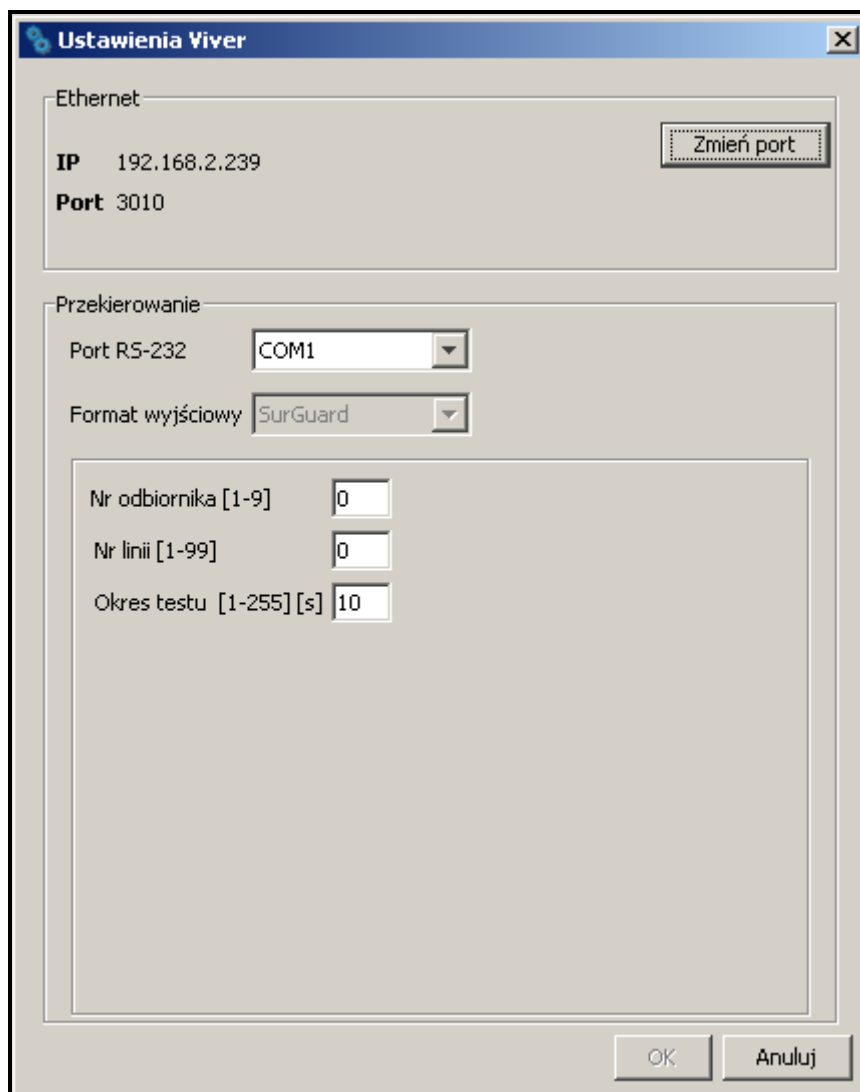 Ustawienia Viver
Ethernet
Zmień port
IP 192.168.2.239
Port 3010
Przekierowanie
Port RS-232 COM1
Format wyjściowy SurGuard
Nr odbiornika [1-9] 0
Nr linii [1-99] 0
Okres testu [1-255] [s] 10
OK Anuluj